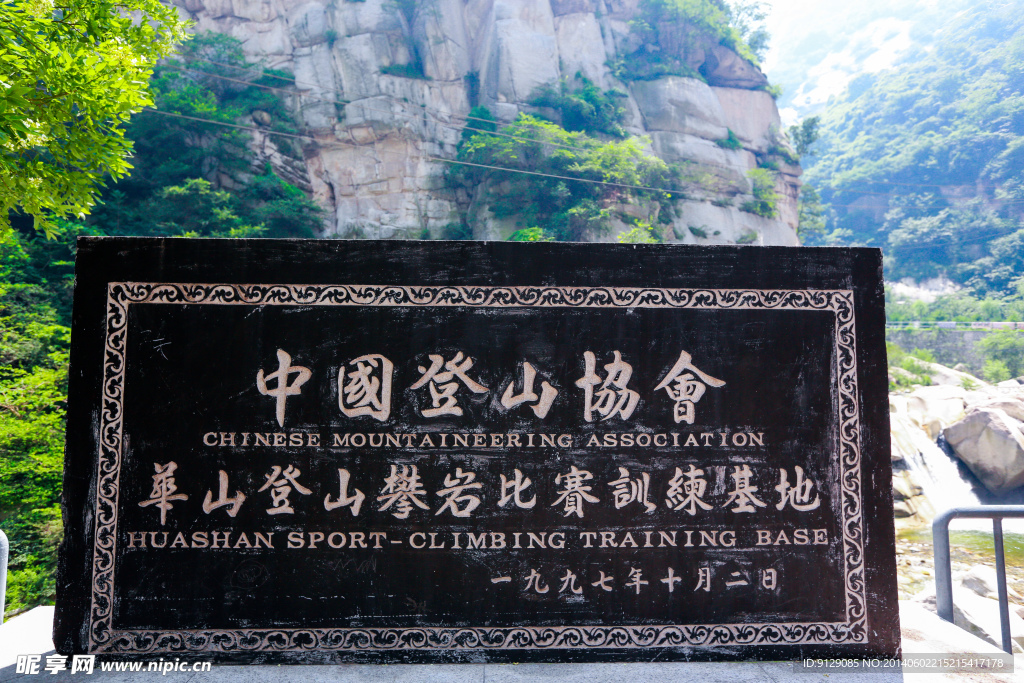 中國登山協會
CHINESE MOUNTAINEERING ASSOCIATION
華山登山攀岩比賽訓練基地
HUASHAN SPORT-CLIMBING TRAINING BASE
一九九七年十月二日
昵享网 www.nipic.cn
ID:9129085 NO:20140602215215417178